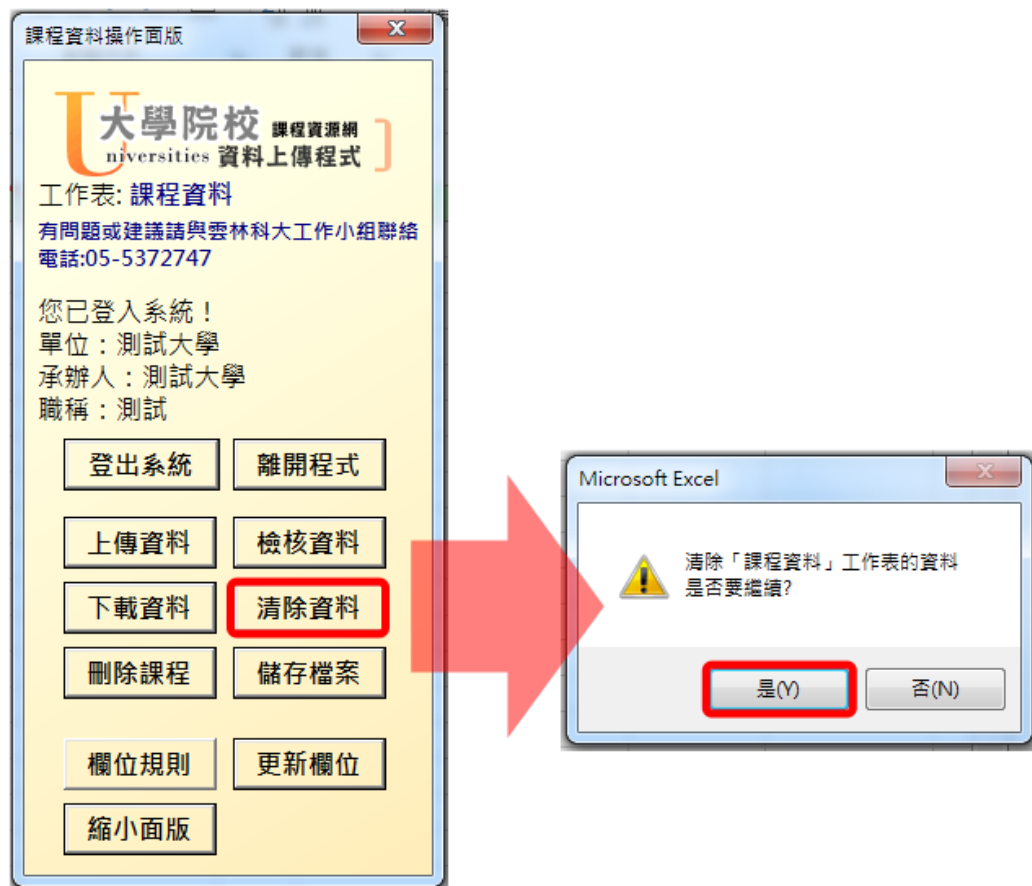 課程資料操作面版
大學院校 課程資源網
Universities 資料上傳程式
工作表: 課程資料
有問題或建議請與雲林科大工作小組聯絡
電話:05-5372747
您已登入系統！
單位：測試大學
承辦人：測試大學
職稱：測試
登出系統 離開程式
上傳資料 檢核資料
下載資料 清除資料
刪除課程 儲存檔案
欄位規則 更新欄位
縮小面版
Microsoft Excel
清除「課程資料」工作表的資料
是否要繼續?
是(Y) 否(N)